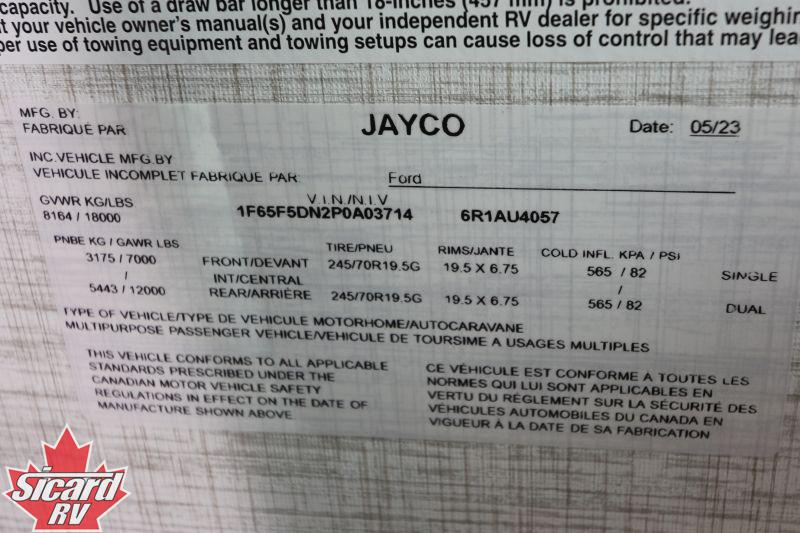 capacity. Use of a draw bar longer than 18-inches (457 mm) is prohibited.
t your vehicle owner's manual(s) and your independent RV dealer for specific weighin
per use of towing equipment and towing setups can cause loss of control that may lea
MFG. BY:
FABRIQUÉ PAR
JAYCO
Date: 05/23
INC.VEHICLE MFG.BY
VEHICULE INCOMPLET FABRIQUE PAR: Ford
GVWR KG/LBS
8164 / 18000
V.I.N./N.I.V
1F65F5DN2P0A03714 6R1AU4057
PNBE KG / GAWR LBS TIRE/PNEU RIMS/JANTE COLD INFL. KPA / PSI
3175 / 7000 FRONT/DEVANT 245/70R19.5G 19.5 X 6.75 565 / 82 SINGLE
/ INT/CENTRAL /
5443 / 12000 REAR/ARRIÈRE 245/70R19.5G 19.5 X 6.75 565 / 82 DUAL
TYPE OF VEHICLE/TYPE DE VEHICULE MOTORHOME/AUTOCARAVANE
MULTIPURPOSE PASSENGER VEHICLE/VEHICULE DE TOURSIME A USAGES MULTIPLES
THIS VEHICLE CONFORMS TO ALL APPLICABLE
STANDARDS PRESCRIBED UNDER THE
CANADIAN MOTOR VEHICLE SAFETY
REGULATIONS IN EFFECT ON THE DATE OF
MANUFACTURE SHOWN ABOVE
CE VÉHICULE EST CONFORME À TOUTES LES
NORMES QUI LUI SONT APPLICABLES EN
VERTU DU RÉGLEMENT SUR LA SÉCURITÉ DES
VÉHICULES AUTOMOBILES DU CANADA EN
VIGUEUR À LA DATE DE SA FABRICATION
Sicard
RV